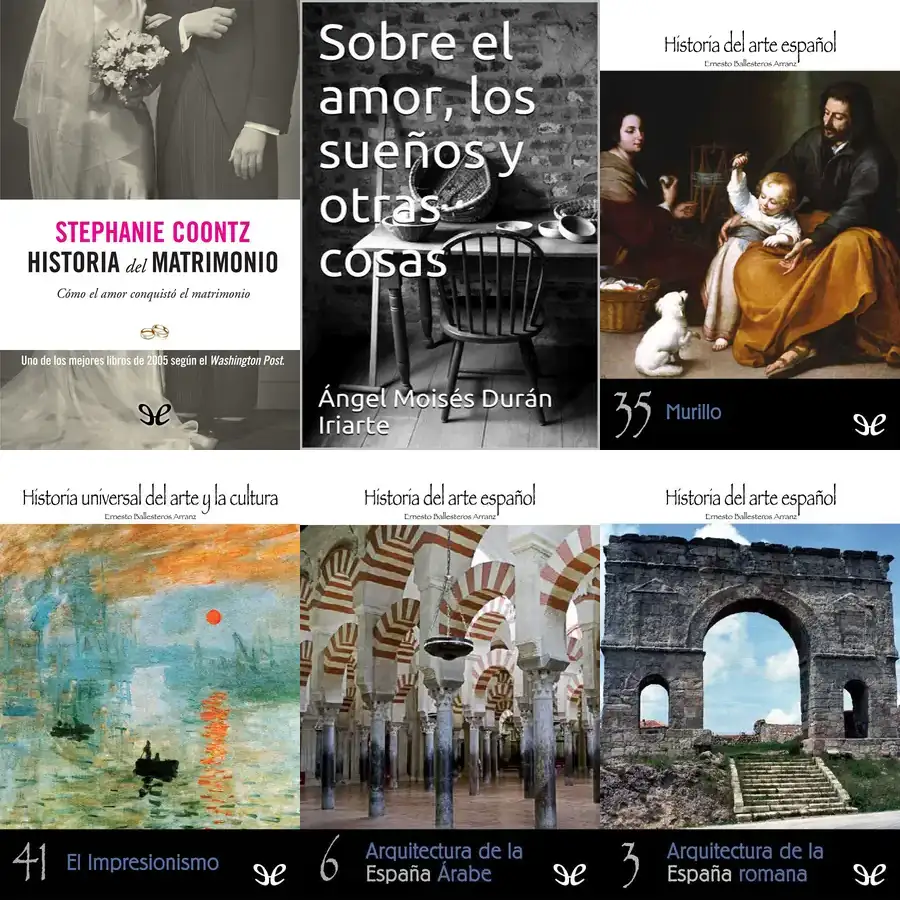 STEPHANIE COONTZ
HISTORIA del MATRIMONIO
Cómo el amor conquistó el matrimonio
Uno de los mejores libros de 2005 según el Washington Post.
Sobre el
amor, los
sueños y
otras
cosas
Ángel Moisés Durán
Iriarte
Historia del arte español
Ernesto Ballesteros Arranz
35 Murillo
Historia universal del arte y la cultura
Ernesto Ballesteros Arranz
41 El Impresionismo
Historia del arte español
Ernesto Ballesteros Arranz
6 Arquitectura de la
España Árabe
Historia del arte español
Ernesto Ballesteros Arranz
3 Arquitectura de la
España romana